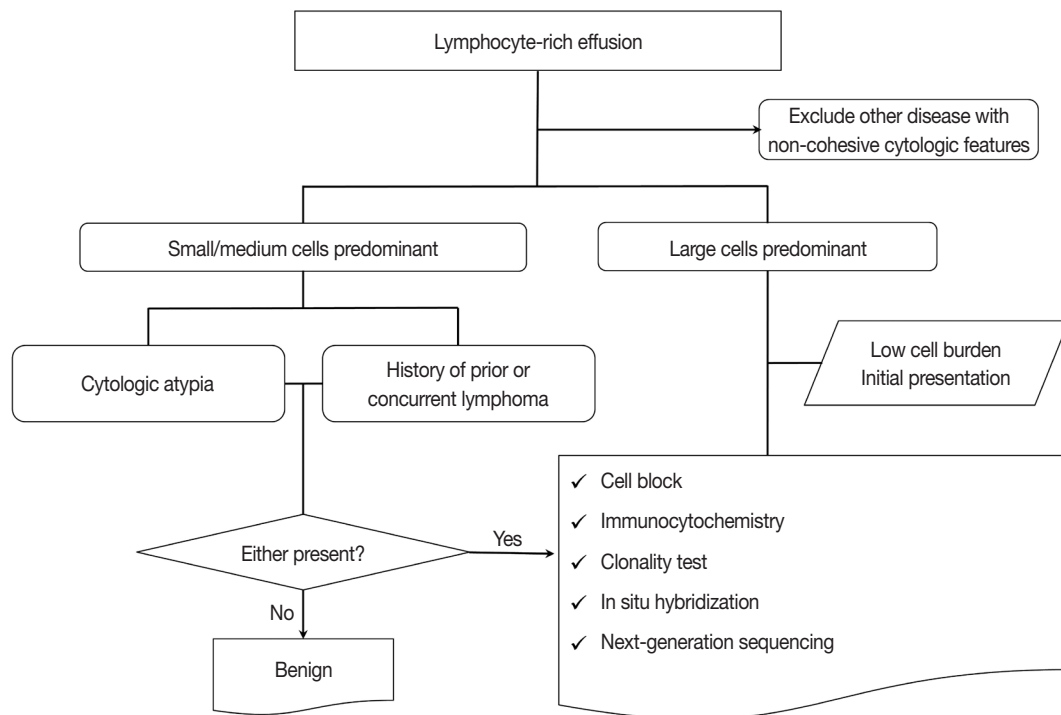 Lymphocyte-rich effusion
Exclude other disease with
non-cohesive cytologic features
Small/medium cells predominant
Large cells predominant
Cytologic atypia
History of prior or
concurrent lymphoma
Low cell burden
Initial presentation
Either present?
Yes
No
Benign
✓ Cell block
✓ Immunocytochemistry
✓ Clonality test
✓ In situ hybridization
✓ Next-generation sequencing